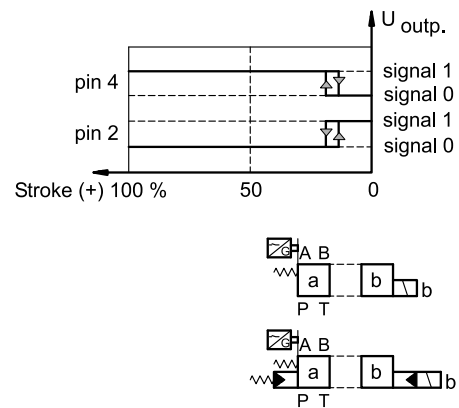 U outp.
signal 1
pin 4
signal 0
signal 1
pin 2
signal 0
Stroke (+) 100 % 50 0
G A B
a b
b
P T
G A B
a b b
P T